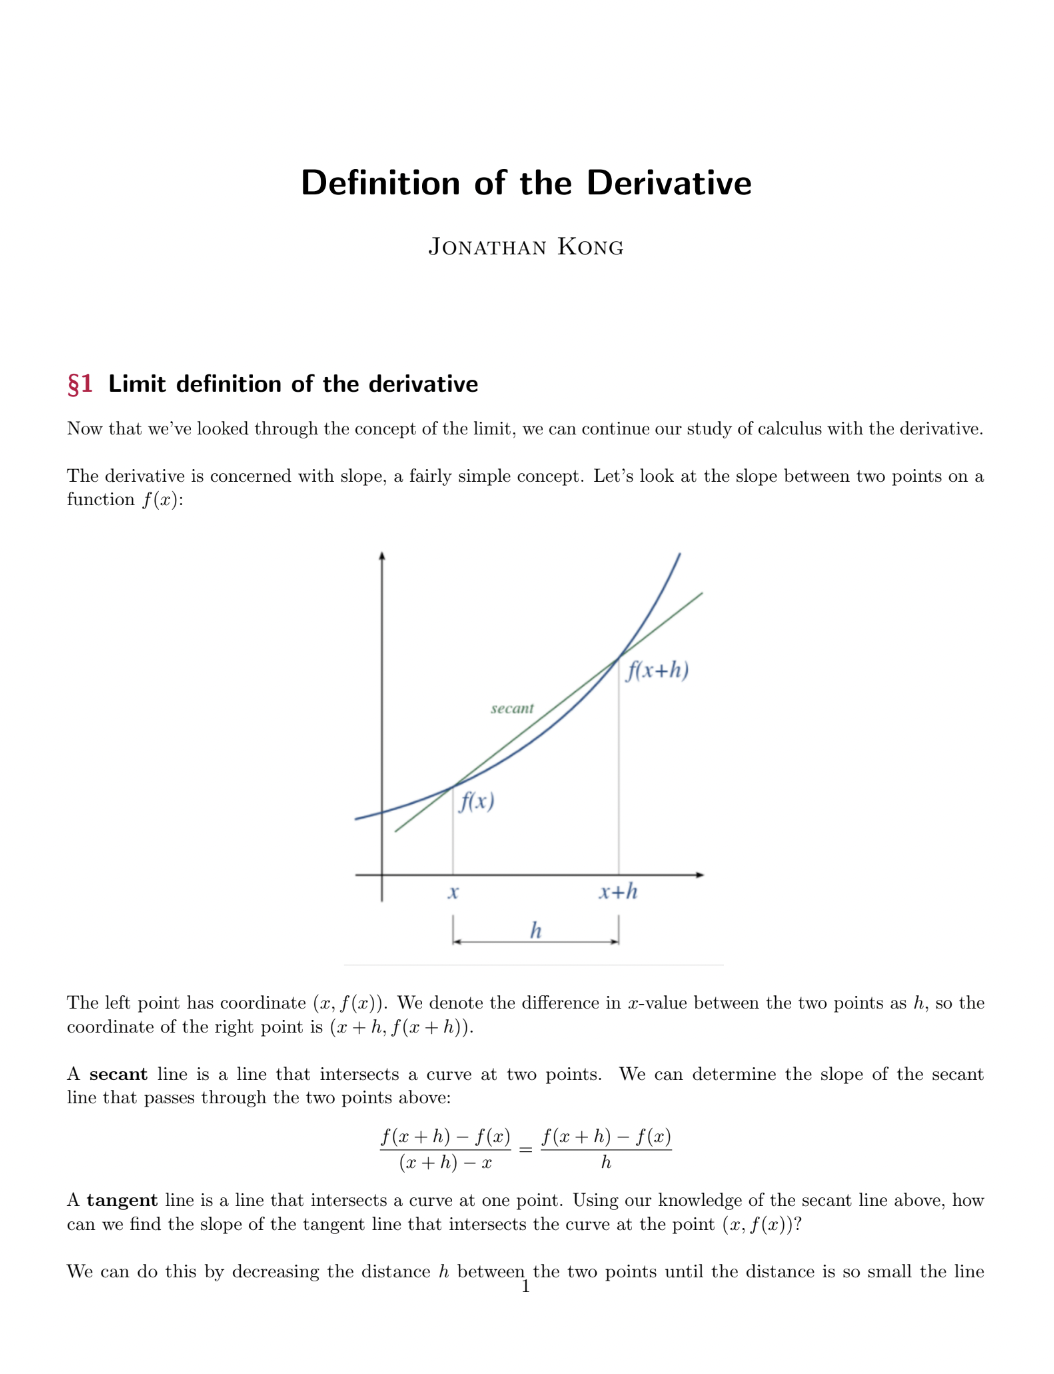 Definition of the Derivative
Jonathan Kong
§1 Limit definition of the derivative
Now that we've looked through the concept of the limit, we can continue our study of calculus with the derivative.
The derivative is concerned with slope, a fairly simple concept. Let's look at the slope between two points on a
function f(x):
f(x+h)
secant
f(x)
x x+h
h
The left point has coordinate (x, f(x)). We denote the difference in x-value between the two points as h, so the
coordinate of the right point is (x + h, f(x + h)).
A secant line is a line that intersects a curve at two points. We can determine the slope of the secant
line that passes through the two points above:
f(x + h) − f(x) / (x + h) − x = f(x + h) − f(x) / h
A tangent line is a line that intersects a curve at one point. Using our knowledge of the secant line above, how
can we find the slope of the tangent line that intersects the curve at the point (x, f(x))?
We can do this by decreasing the distance h between the two points until the distance is so small the line
1